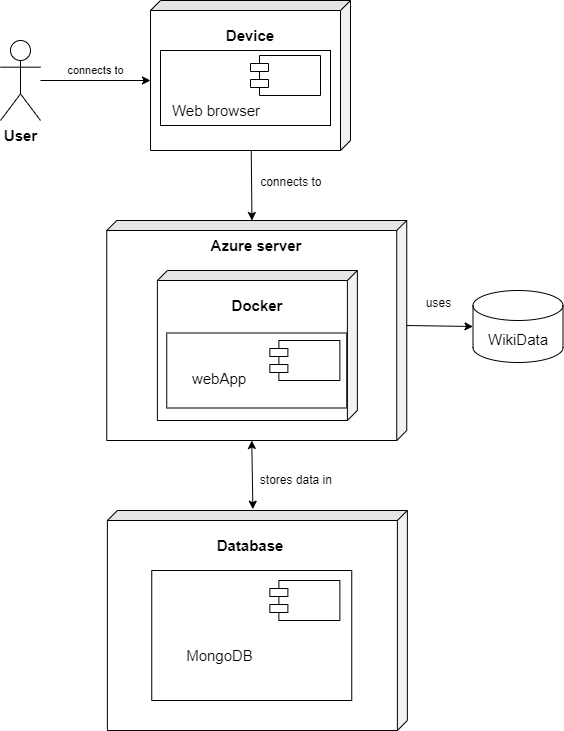 Device
connects to
Web browser
User
connects to
Azure server
Docker
uses
WikiData
webApp
stores data in
Database
MongoDB